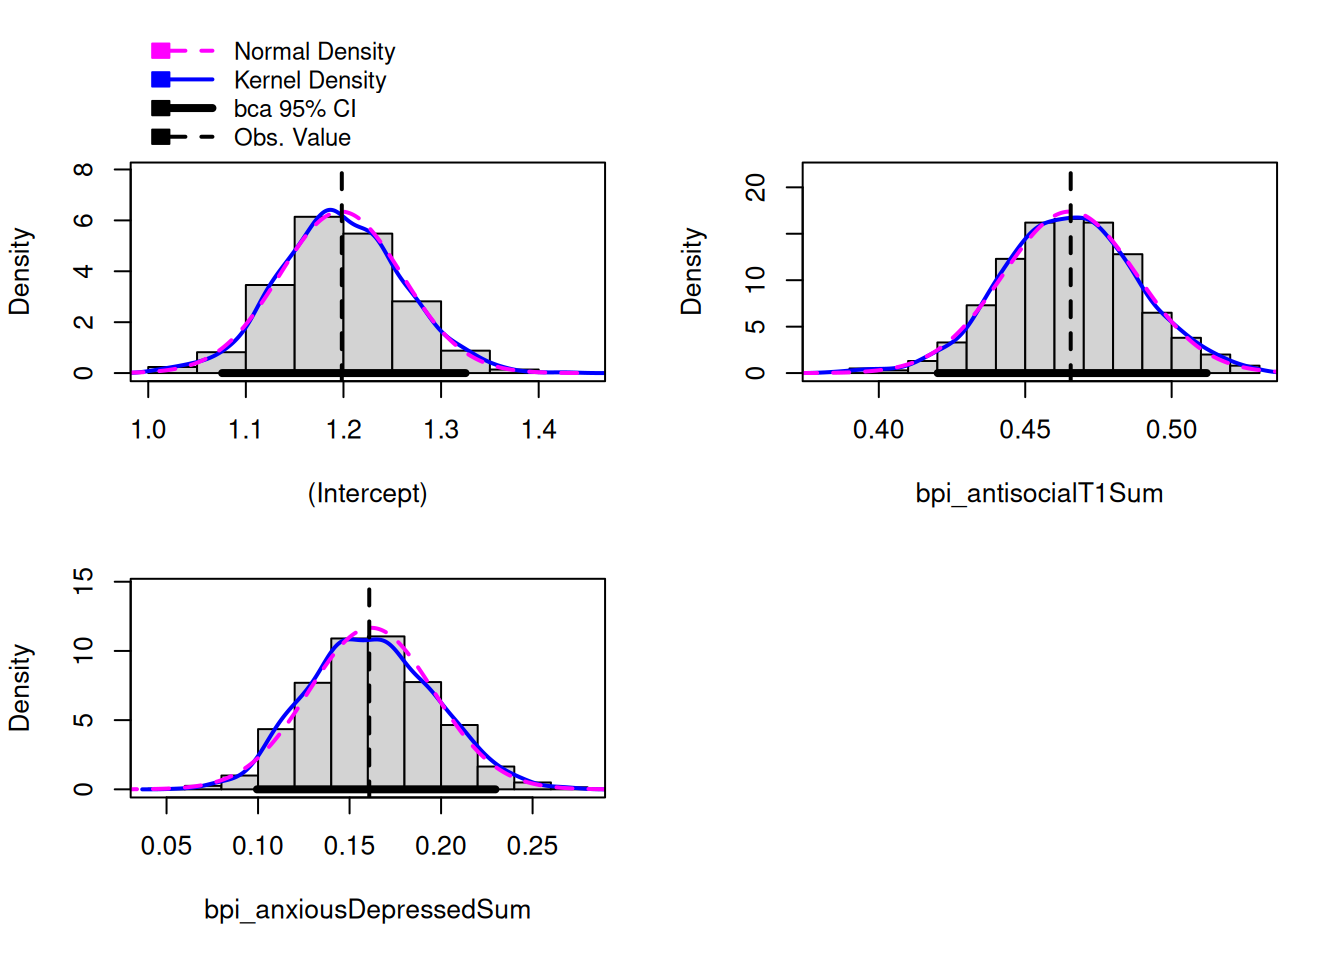 Normal Density
Kernel Density
bca 95% CI
Obs. Value
Density
8
6
4
2
0
1.0 1.1 1.2 1.3 1.4
(Intercept)
Density
20
10
5
0
0.40 0.45 0.50
bpi_antisocialT1Sum
Density
15
10
5
0
0.05 0.10 0.15 0.20 0.25
bpi_anxiousDepressedSum